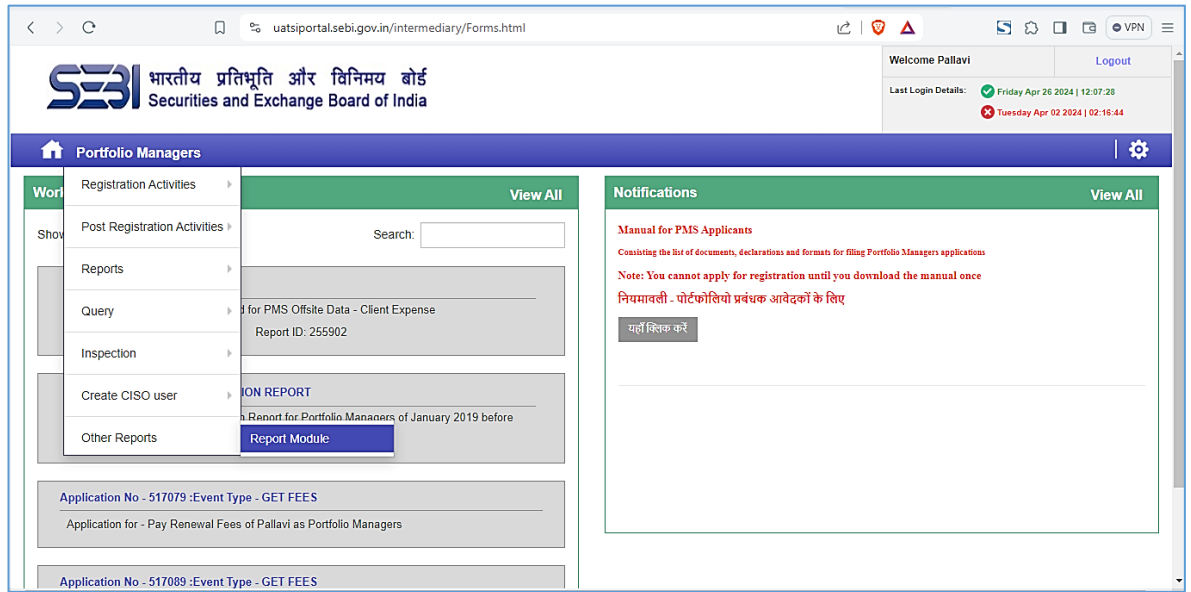 uatsiportal.sebi.gov.in/intermediary/Forms.html
VPN
SEBI
भारतीय प्रतिभूति और विनिमय बोर्ड
Securities and Exchange Board of India
Welcome Pallavi
Logout
Last Login Details:
Friday Apr 26 2024 | 12:07:28
Tuesday Apr 02 2024 | 02:16:44
Portfolio Managers
Registration Activities
Post Registration Activities
Reports
Query
Inspection
Create CISO user
Other Reports
Report Module
View All
Search:
for PMS Offsite Data - Client Expense
Report ID: 255902
ION REPORT
Report for Portfolio Managers of January 2019 before
Application No - 517079 :Event Type - GET FEES
Application for - Pay Renewal Fees of Pallavi as Portfolio Managers
Application No - 517089 :Event Type - GET FEES
Notifications
View All
Manual for PMS Applicants
Consisting the list of documents, declarations and formats for filing Portfolio Managers applications
Note: You cannot apply for registration until you download the manual once
नियमावली - पोर्टफोलियो प्रबंधक आवेदकों के लिए
यहाँ क्लिक करें